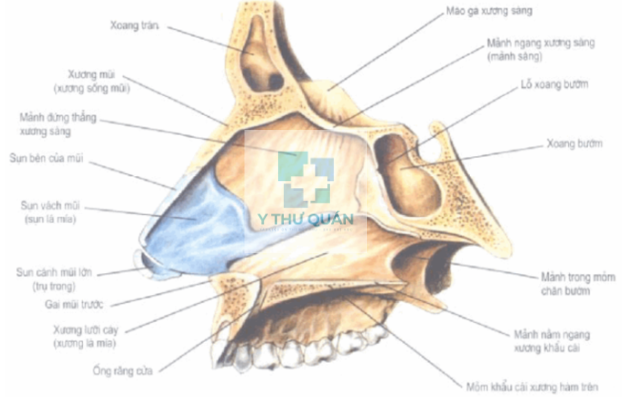 Xoang trán
Xương mũi
(xương sống mũi)
Mảnh đứng thẳng
xương sàng
Sụn bên của mũi
Sụn vách mũi
(sụn lá mía)
Sụn cánh mũi lớn
(trụ trong)
Gai mũi trước
Xương lưỡi cày
(xương lá mía)
Ống răng cửa
Mào gà xương sàng
Mảnh ngang xương sàng
(mảnh sàng)
Lỗ xoang bướm
Xoang bướm
Y THƯ QUÁN
Mảnh trong mỏm
chân bướm
Mảnh nằm ngang
xương khẩu cái
Mỏm khẩu cái xương hàm trên